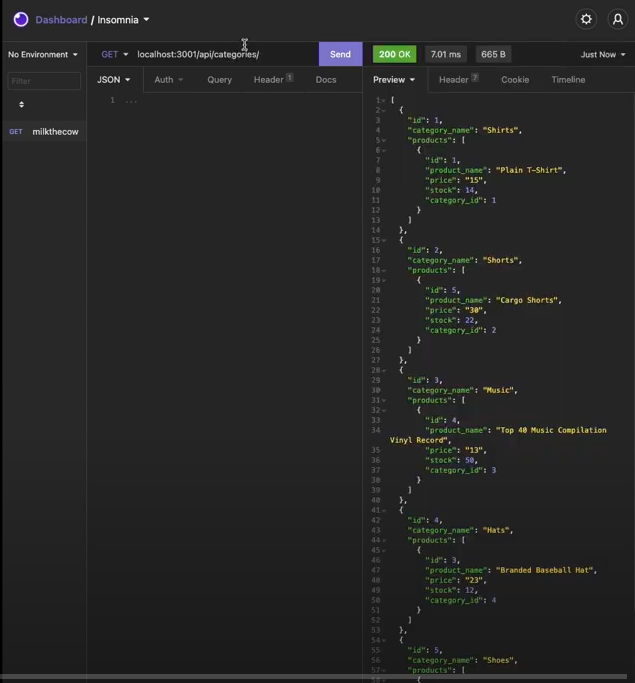 Dashboard / Insomnia
No Environment
GET localhost:3001/api/categories/ Send
200 OK 7.01 ms 665 B Just Now
Filter
JSON Auth Query Header 1 Docs
Preview Header 7 Cookie Timeline
GET milkthecow
1 ...
1 [
2 {
3 "id": 1,
4 "category_name": "Shirts",
5 "products": [
6 {
7 "id": 1,
8 "product_name": "Plain T-Shirt",
9 "price": "15",
10 "stock": 14,
11 "category_id": 1
12 }
13 ]
14 },
15 {
16 "id": 2,
17 "category_name": "Shorts",
18 "products": [
19 {
20 "id": 5,
21 "product_name": "Cargo Shorts",
22 "price": "30",
23 "stock": 22,
24 "category_id": 2
25 }
26 ]
27 },
28 {
29 "id": 3,
30 "category_name": "Music",
31 "products": [
32 {
33 "id": 4,
34 "product_name": "Top 40 Music Compilation
Vinyl Record",
35 "price": "13",
36 "stock": 50,
37 "category_id": 3
38 }
39 ]
40 },
41 {
42 "id": 4,
43 "category_name": "Hats",
44 "products": [
45 {
46 "id": 3,
47 "product_name": "Branded Baseball Hat",
48 "price": "23",
49 "stock": 12,
50 "category_id": 4
51 }
52 ]
53 },
54 {
55 "id": 5,
56 "category_name": "Shoes",
57 "products": [
58 {